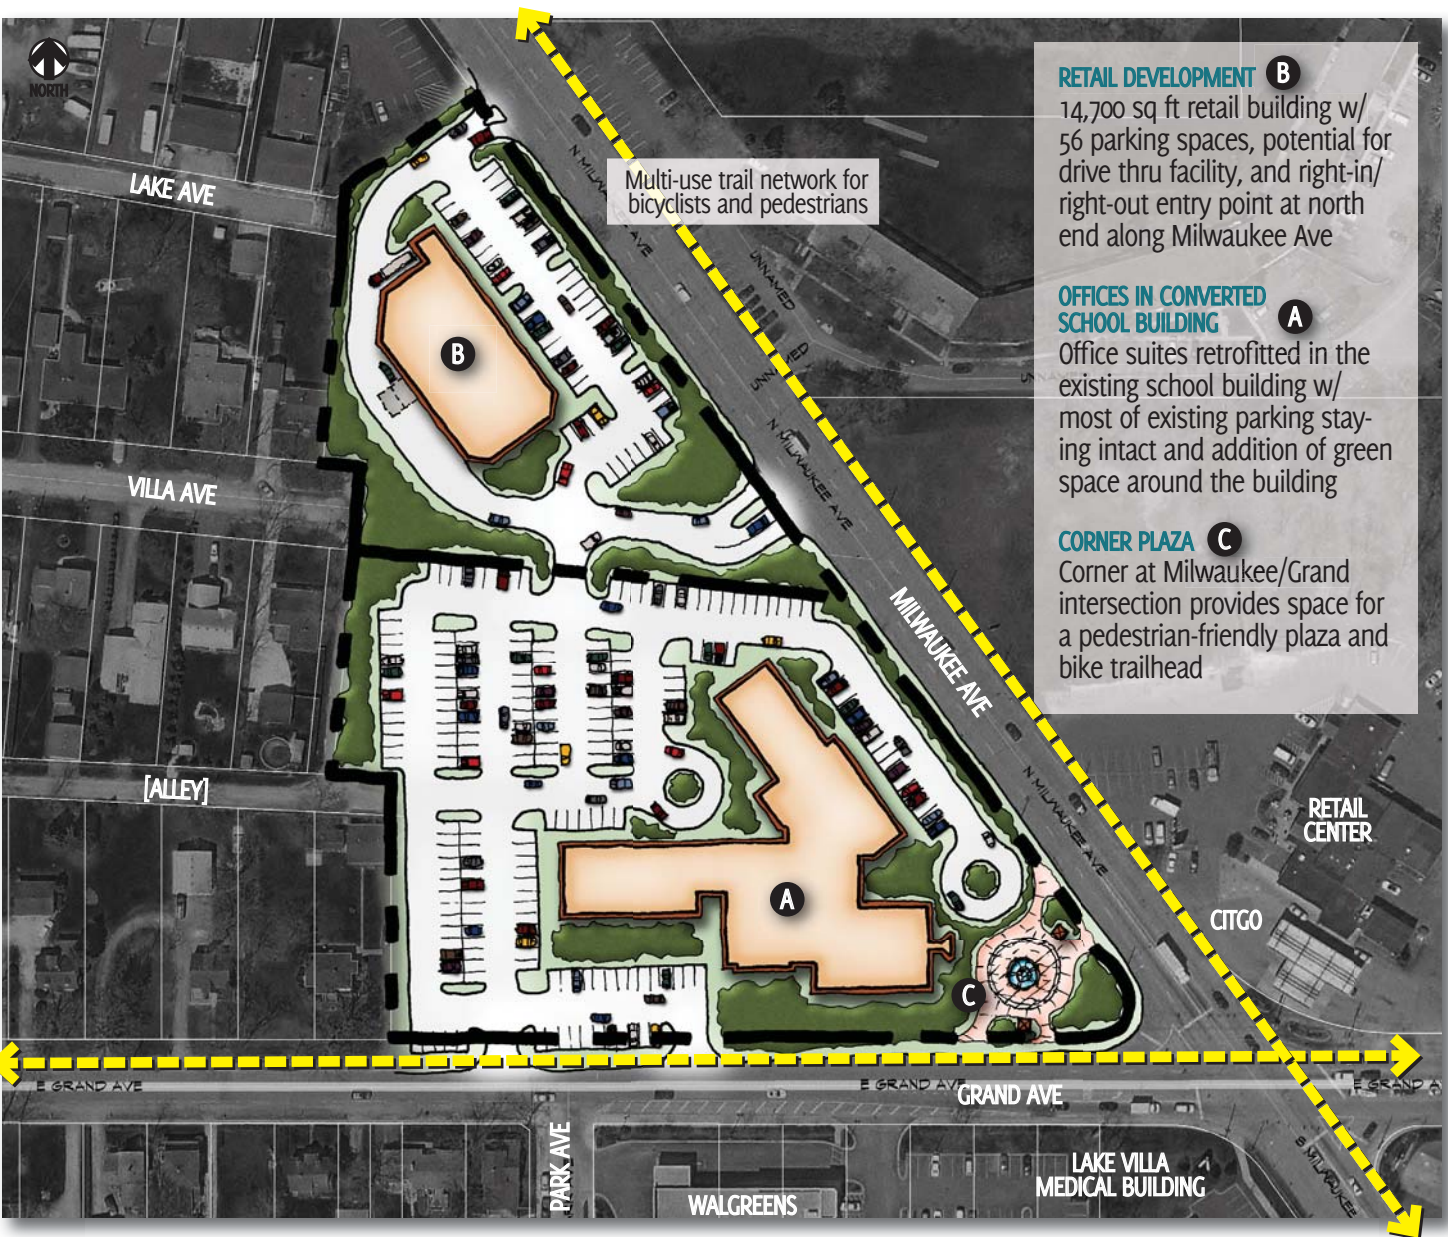 NORTH
LAKE AVE
VILLA AVE
[ALLEY]
Multi-use trail network for
bicyclists and pedestrians
RETAIL DEVELOPMENT B
14,700 sq ft retail building w/
56 parking spaces, potential for
drive thru facility, and right-in/
right-out entry point at north
end along Milwaukee Ave
OFFICES IN CONVERTED
SCHOOL BUILDING A
Office suites retrofitted in the
existing school building w/
most of existing parking stay-
ing intact and addition of green
space around the building
CORNER PLAZA C
Corner at Milwaukee/Grand
intersection provides space for
a pedestrian-friendly plaza and
bike trailhead
B
A
C
UNNAMED
UNNAMED
N MILWAUKEE AVE
MILWAUKEE AVE
N MILWAUKEE AVE
RETAIL
CENTER
CITGO
E GRAND AVE
E GRAND AVE
GRAND AVE
E GRAND A
PARK AVE
WALGREENS
LAKE VILLA
MEDICAL BUILDING
S MILWAUKEE